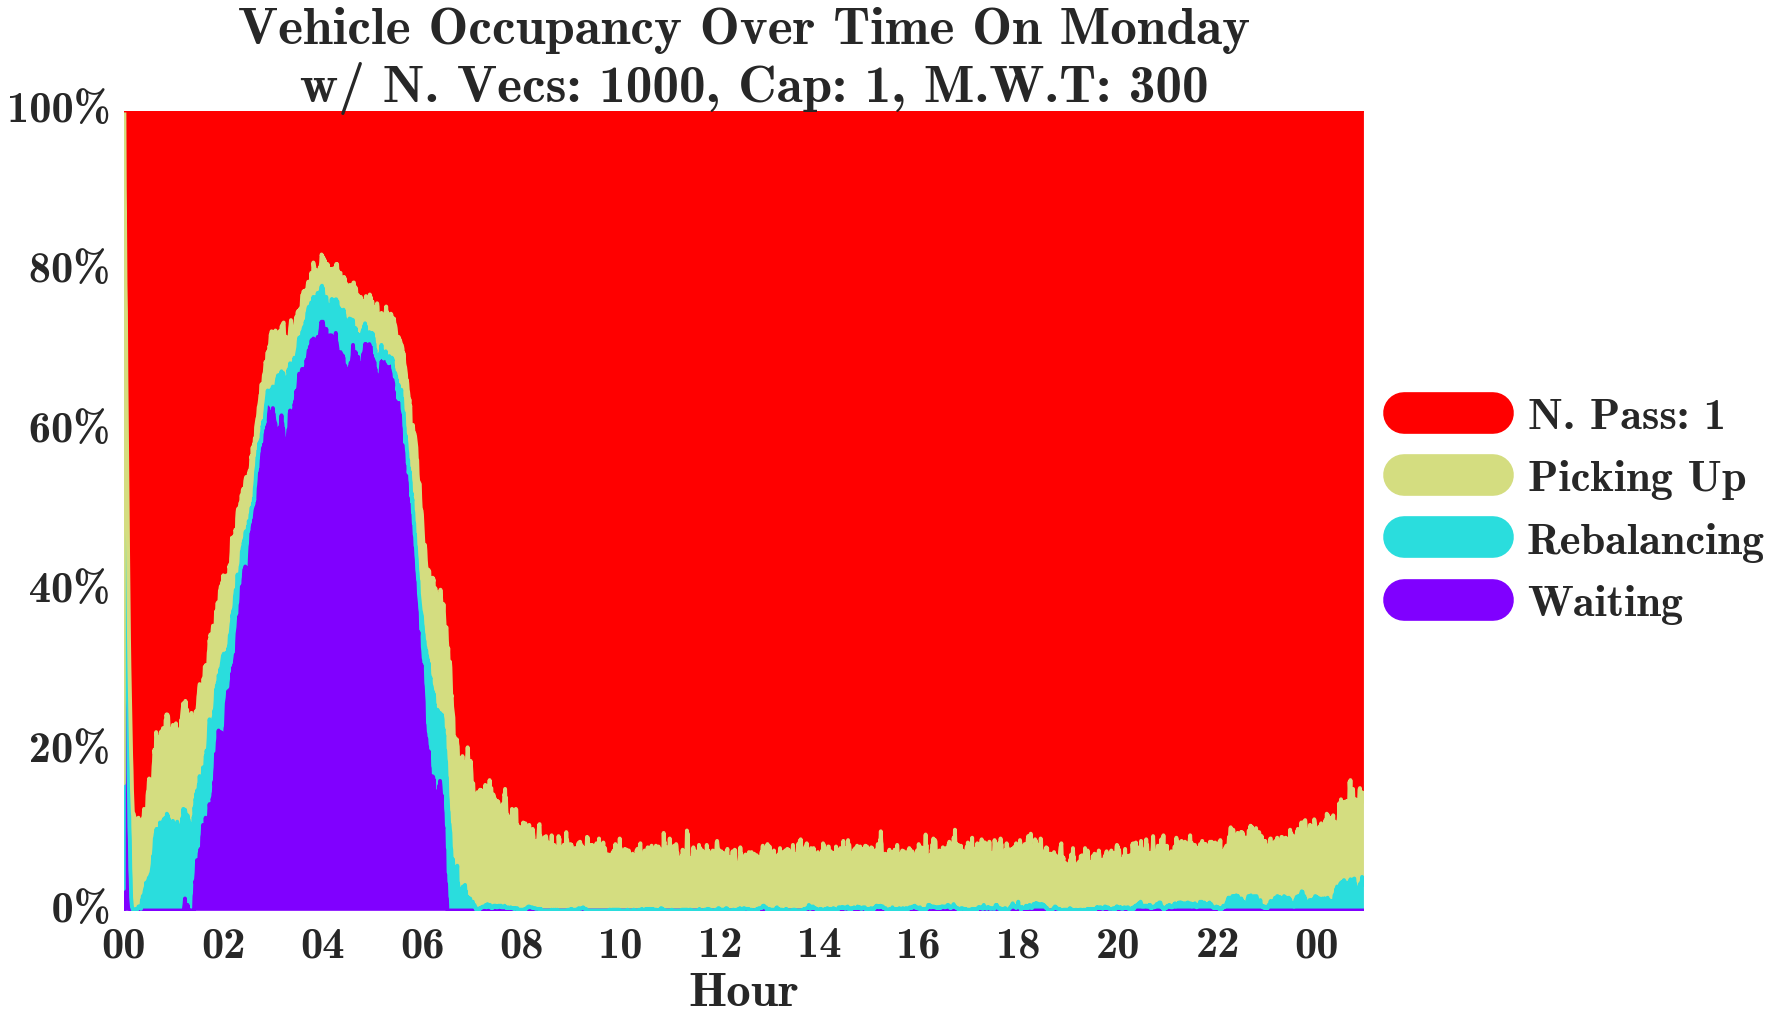 Vehicle Occupancy Over Time On Monday
w/ N. Vecs: 1000, Cap: 1, M.W.T: 300
100%
80%
60%
40%
20%
0%
00 02 04 06 08 10 12 14 16 18 20 22 00
Hour
N. Pass: 1
Picking Up
Rebalancing
Waiting